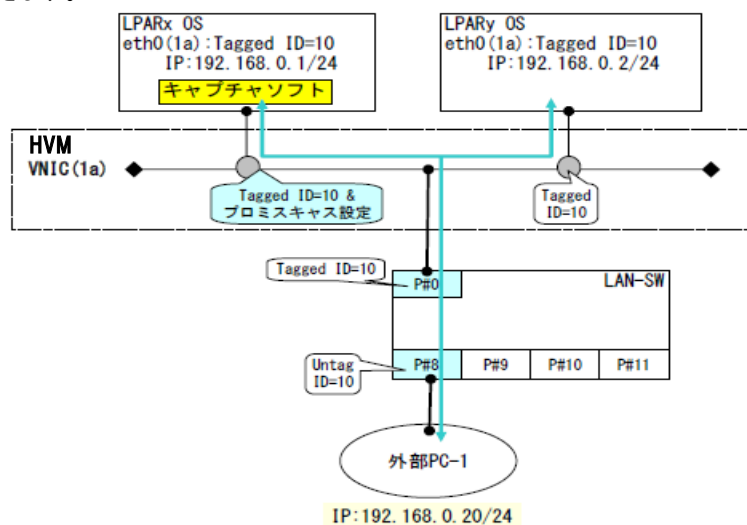 LPARx OS
eth0(1a):Tagged ID=10
IP:192.168.0.1/24
キャプチャソフト
LPARy OS
eth0(1a):Tagged ID=10
IP:192.168.0.2/24
HVM
VNIC(1a)
Tagged ID=10 &
プロミスキャス設定
Tagged
ID=10
Tagged ID=10
P#0
LAN-SW
Untag
ID=10
P#8
P#9
P#10
P#11
外部PC-1
IP:192.168.0.20/24